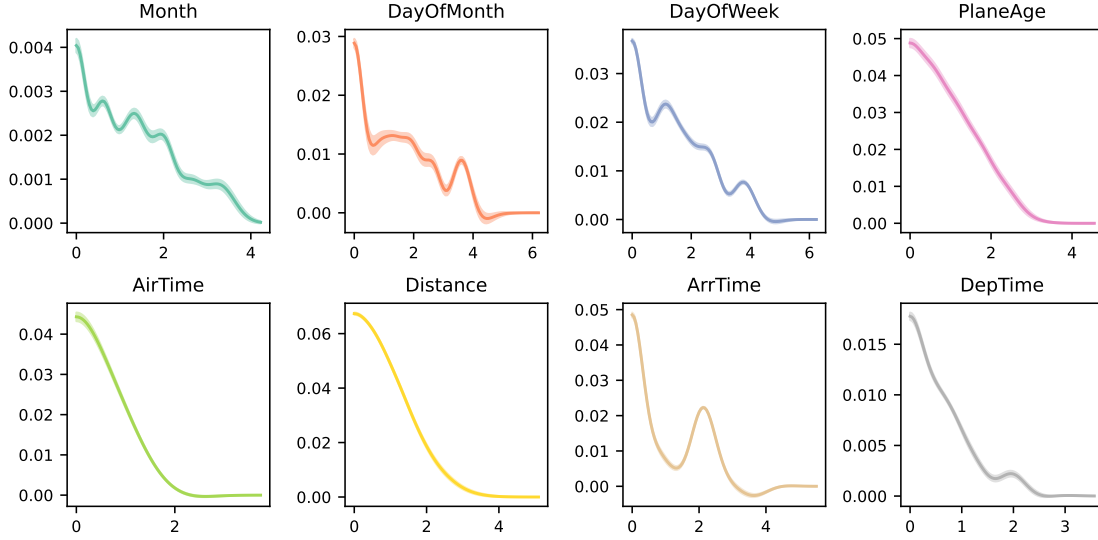 Month DayOfMonth DayOfWeek PlaneAge
0.004 0.003 0.002 0.001 0.000
0 2 4
0.03 0.02 0.01 0.00
0 2 4 6
0.03 0.02 0.01 0.00
0 2 4 6
0.05 0.04 0.03 0.02 0.01 0.00
0 2 4
AirTime Distance ArrTime DepTime
0.04 0.03 0.02 0.01 0.00
0 2
0.06 0.04 0.02 0.00
0 2 4
0.05 0.04 0.03 0.02 0.01 0.00
0 2 4
0.015 0.010 0.005 0.000
0 1 2 3